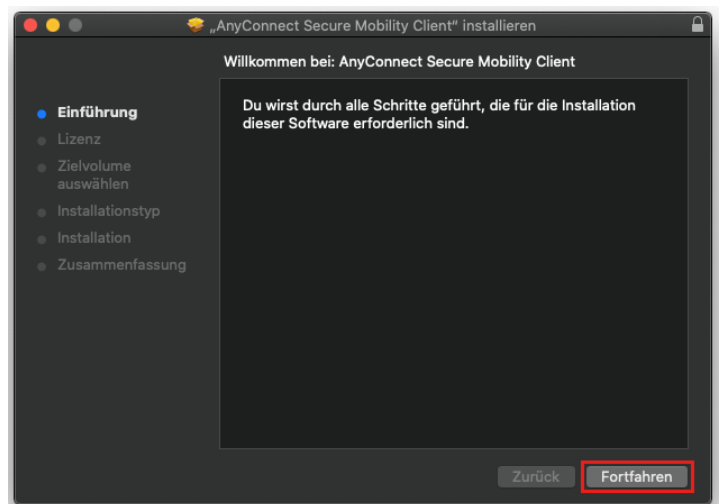 „AnyConnect Secure Mobility Client“ installieren
Willkommen bei: AnyConnect Secure Mobility Client
Einführung
Lizenz
Zielvolume
auswählen
Installationstyp
Installation
Zusammenfassung
Du wirst durch alle Schritte geführt, die für die Installation
dieser Software erforderlich sind.
Zurück
Fortfahren